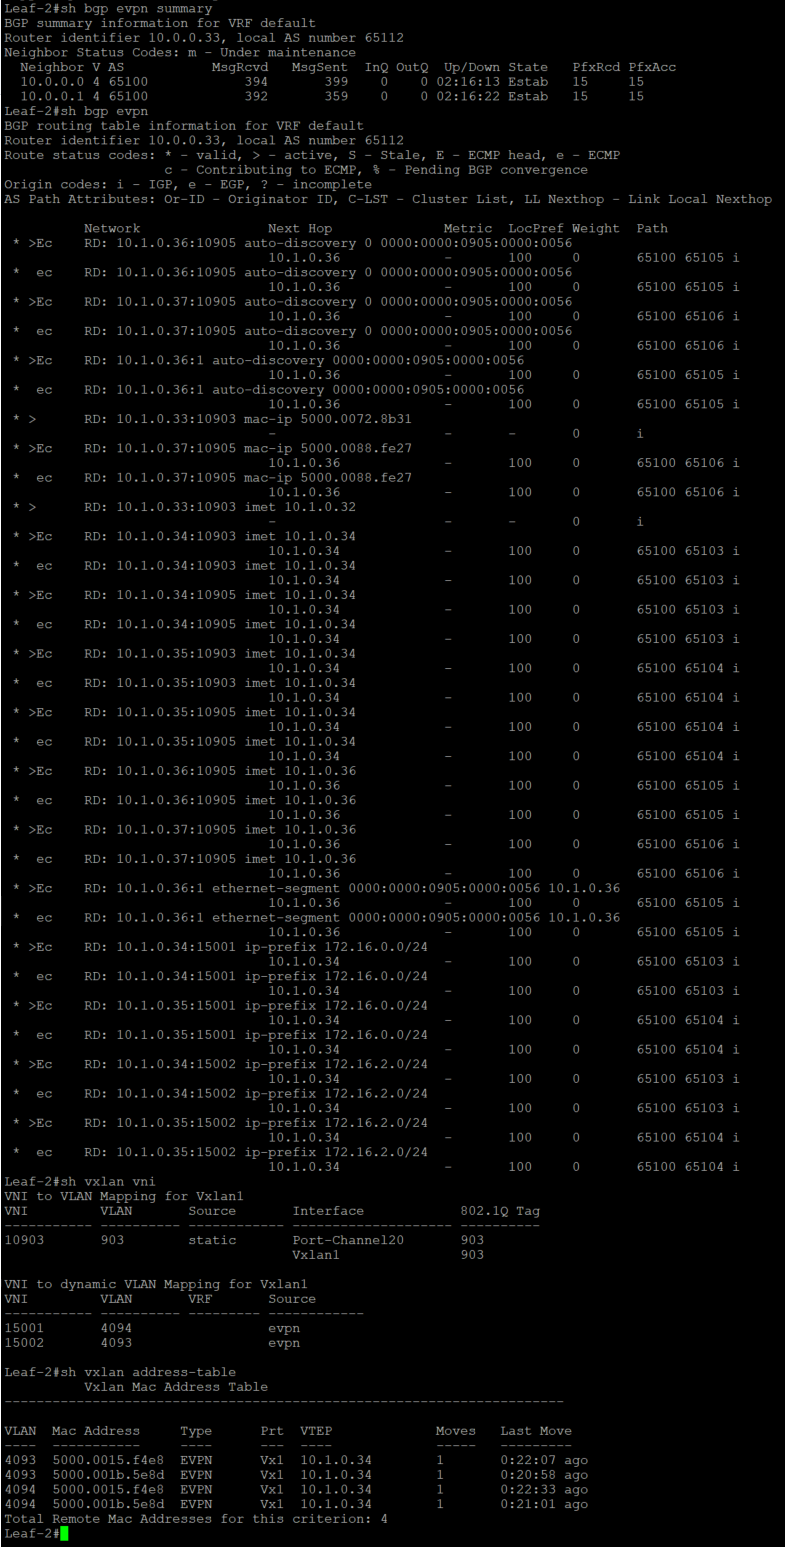 Leaf-2#sh bgp evpn summary
BGP summary information for VRF default
Router identifier 10.0.0.33, local AS number 65112
Neighbor Status Codes: m - Under maintenance
  Neighbor V AS           MsgRcvd   MsgSent  InQ OutQ  Up/Down State   PfxRcd PfxAcc
  10.0.0.0 4 65100            394       399    0    0 02:16:13 Estab   15     15
  10.0.0.1 4 65100            392       359    0    0 02:16:22 Estab   15     15
Leaf-2#sh bgp evpn
BGP routing table information for VRF default
Router identifier 10.0.0.33, local AS number 65112
Route status codes: * - valid, > - active, S - Stale, E - ECMP head, e - ECMP
                    c - Contributing to ECMP, % - Pending BGP convergence
Origin codes: i - IGP, e - EGP, ? - incomplete
AS Path Attributes: Or-ID - Originator ID, C-LST - Cluster List, LL Nexthop - Link Local Nexthop
          Network                Next Hop              Metric  LocPref Weight  Path
 * >Ec    RD: 10.1.0.36:10905 auto-discovery 0 0000:0000:0905:0000:0056
                                 10.1.0.36             -       100     0       65100 65105 i
 *  ec    RD: 10.1.0.36:10905 auto-discovery 0 0000:0000:0905:0000:0056
                                 10.1.0.36             -       100     0       65100 65105 i
 * >Ec    RD: 10.1.0.37:10905 auto-discovery 0 0000:0000:0905:0000:0056
                                 10.1.0.36             -       100     0       65100 65106 i
 *  ec    RD: 10.1.0.37:10905 auto-discovery 0 0000:0000:0905:0000:0056
                                 10.1.0.36             -       100     0       65100 65106 i
 * >Ec    RD: 10.1.0.36:1 auto-discovery 0000:0000:0905:0000:0056
                                 10.1.0.36             -       100     0       65100 65105 i
 *  ec    RD: 10.1.0.36:1 auto-discovery 0000:0000:0905:0000:0056
                                 10.1.0.36             -       100     0       65100 65105 i
 * >      RD: 10.1.0.33:10903 mac-ip 5000.0072.8b31
                                 -                     -       -       0       i
 * >Ec    RD: 10.1.0.37:10905 mac-ip 5000.0088.fe27
                                 10.1.0.36             -       100     0       65100 65106 i
 *  ec    RD: 10.1.0.37:10905 mac-ip 5000.0088.fe27
                                 10.1.0.36             -       100     0       65100 65106 i
 * >      RD: 10.1.0.33:10903 imet 10.1.0.32
                                 -                     -       -       0       i
 * >Ec    RD: 10.1.0.34:10903 imet 10.1.0.34
                                 10.1.0.34             -       100     0       65100 65103 i
 *  ec    RD: 10.1.0.34:10903 imet 10.1.0.34
                                 10.1.0.34             -       100     0       65100 65103 i
 * >Ec    RD: 10.1.0.34:10905 imet 10.1.0.34
                                 10.1.0.34             -       100     0       65100 65103 i
 *  ec    RD: 10.1.0.34:10905 imet 10.1.0.34
                                 10.1.0.34             -       100     0       65100 65103 i
 * >Ec    RD: 10.1.0.35:10903 imet 10.1.0.34
                                 10.1.0.34             -       100     0       65100 65104 i
 *  ec    RD: 10.1.0.35:10903 imet 10.1.0.34
                                 10.1.0.34             -       100     0       65100 65104 i
 * >Ec    RD: 10.1.0.35:10905 imet 10.1.0.34
                                 10.1.0.34             -       100     0       65100 65104 i
 *  ec    RD: 10.1.0.35:10905 imet 10.1.0.34
                                 10.1.0.34             -       100     0       65100 65104 i
 * >Ec    RD: 10.1.0.36:10905 imet 10.1.0.36
                                 10.1.0.36             -       100     0       65100 65105 i
 *  ec    RD: 10.1.0.36:10905 imet 10.1.0.36
                                 10.1.0.36             -       100     0       65100 65105 i
 * >Ec    RD: 10.1.0.37:10905 imet 10.1.0.36
                                 10.1.0.36             -       100     0       65100 65106 i
 *  ec    RD: 10.1.0.37:10905 imet 10.1.0.36
                                 10.1.0.36             -       100     0       65100 65106 i
 * >Ec    RD: 10.1.0.36:1 ethernet-segment 0000:0000:0905:0000:0056 10.1.0.36
                                 10.1.0.36             -       100     0       65100 65105 i
 *  ec    RD: 10.1.0.36:1 ethernet-segment 0000:0000:0905:0000:0056 10.1.0.36
                                 10.1.0.36             -       100     0       65100 65105 i
 * >Ec    RD: 10.1.0.34:15001 ip-prefix 172.16.0.0/24
                                 10.1.0.34             -       100     0       65100 65103 i
 *  ec    RD: 10.1.0.34:15001 ip-prefix 172.16.0.0/24
                                 10.1.0.34             -       100     0       65100 65103 i
 * >Ec    RD: 10.1.0.35:15001 ip-prefix 172.16.0.0/24
                                 10.1.0.34             -       100     0       65100 65104 i
 *  ec    RD: 10.1.0.35:15001 ip-prefix 172.16.0.0/24
                                 10.1.0.34             -       100     0       65100 65104 i
 * >Ec    RD: 10.1.0.34:15002 ip-prefix 172.16.2.0/24
                                 10.1.0.34             -       100     0       65100 65103 i
 *  ec    RD: 10.1.0.34:15002 ip-prefix 172.16.2.0/24
                                 10.1.0.34             -       100     0       65100 65103 i
 * >Ec    RD: 10.1.0.35:15002 ip-prefix 172.16.2.0/24
                                 10.1.0.34             -       100     0       65100 65104 i
 *  ec    RD: 10.1.0.35:15002 ip-prefix 172.16.2.0/24
                                 10.1.0.34             -       100     0       65100 65104 i
Leaf-2#sh vxlan vni
VNI to VLAN Mapping for Vxlan1
VNI         VLAN       Source       Interface            802.1Q Tag
----------- ---------- ------------ -------------------- ----------
10903       903        static       Port-Channel20       903
                                    Vxlan1               903
VNI to dynamic VLAN Mapping for Vxlan1
VNI         VLAN       VRF       Source
----------- ---------- --------- ------------
15001       4094                 evpn
15002       4093                 evpn
Leaf-2#sh vxlan address-table
          Vxlan Mac Address Table
----------------------------------------------------------------------
VLAN  Mac Address     Type      Prt  VTEP             Moves   Last Move
----  -----------     ----      ---  ----             -----   ---------
4093  5000.0015.f4e8  EVPN      Vx1  10.1.0.34        1       0:22:07 ago
4093  5000.001b.5e8d  EVPN      Vx1  10.1.0.34        1       0:20:58 ago
4094  5000.0015.f4e8  EVPN      Vx1  10.1.0.34        1       0:22:33 ago
4094  5000.001b.5e8d  EVPN      Vx1  10.1.0.34        1       0:21:01 ago
Total Remote Mac Addresses for this criterion: 4
Leaf-2#